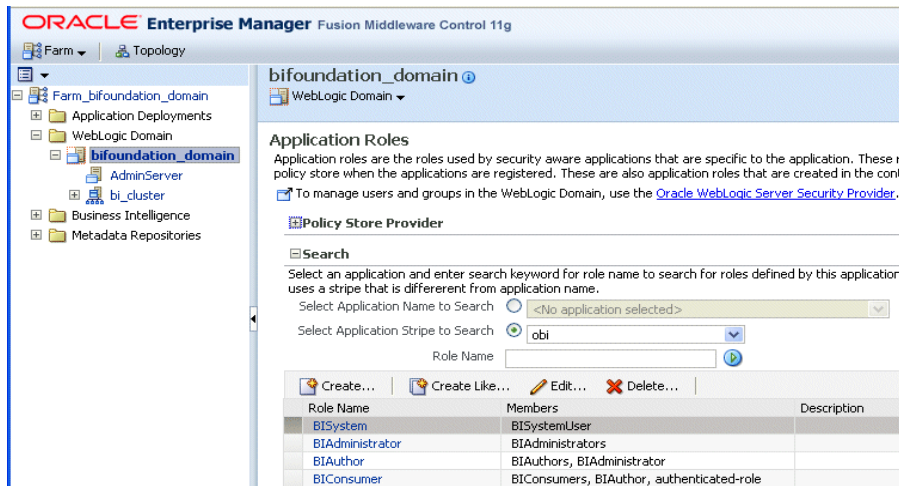 ORACLE Enterprise Manager Fusion Middleware Control 11g
Farm Topology
Farm_bifoundation_domain
Application Deployments
WebLogic Domain
bifoundation_domain
AdminServer
bi_cluster
Business Intelligence
Metadata Repositories
bifoundation_domain
WebLogic Domain
Application Roles
Application roles are the roles used by security aware applications that are specific to the application. These
policy store when the applications are registered. These are also application roles that are created in the
To manage users and groups in the WebLogic Domain, use the Oracle WebLogic Server Security Provider.
Policy Store Provider
Search
Select an application and enter search keyword for role name to search for roles defined by this application
uses a stripe that is differerent from application name.
Select Application Name to Search <No application selected>
Select Application Stripe to Search obi
Role Name
Create... Create Like... Edit... Delete...
Role Name Members Description
BISystem BISystemUser
BIAdministrator BIAdministrators
BIAuthor BIAuthors, BIAdministrator
BIConsumer BIConsumers, BIAuthor, authenticated-role